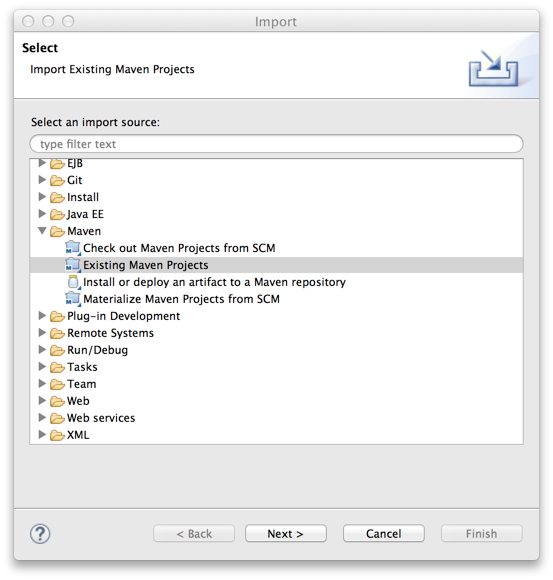 Import
Select
Import Existing Maven Projects
Select an import source:
type filter text
EJB
Git
Install
Java EE
Maven
Check out Maven Projects from SCM
Existing Maven Projects
Install or deploy an artifact to a Maven repository
Materialize Maven Projects from SCM
Plug-in Development
Remote Systems
Run/Debug
Tasks
Team
Web
Web services
XML
? < Back Next > Cancel Finish